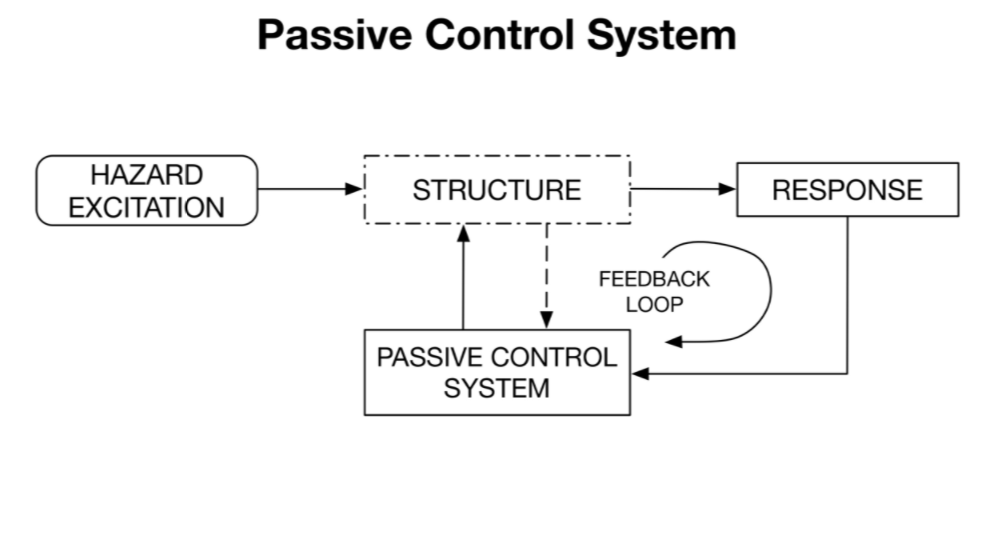 Passive Control System
HAZARD
EXCITATION
STRUCTURE
RESPONSE
FEEDBACK
LOOP
PASSIVE CONTROL
SYSTEM